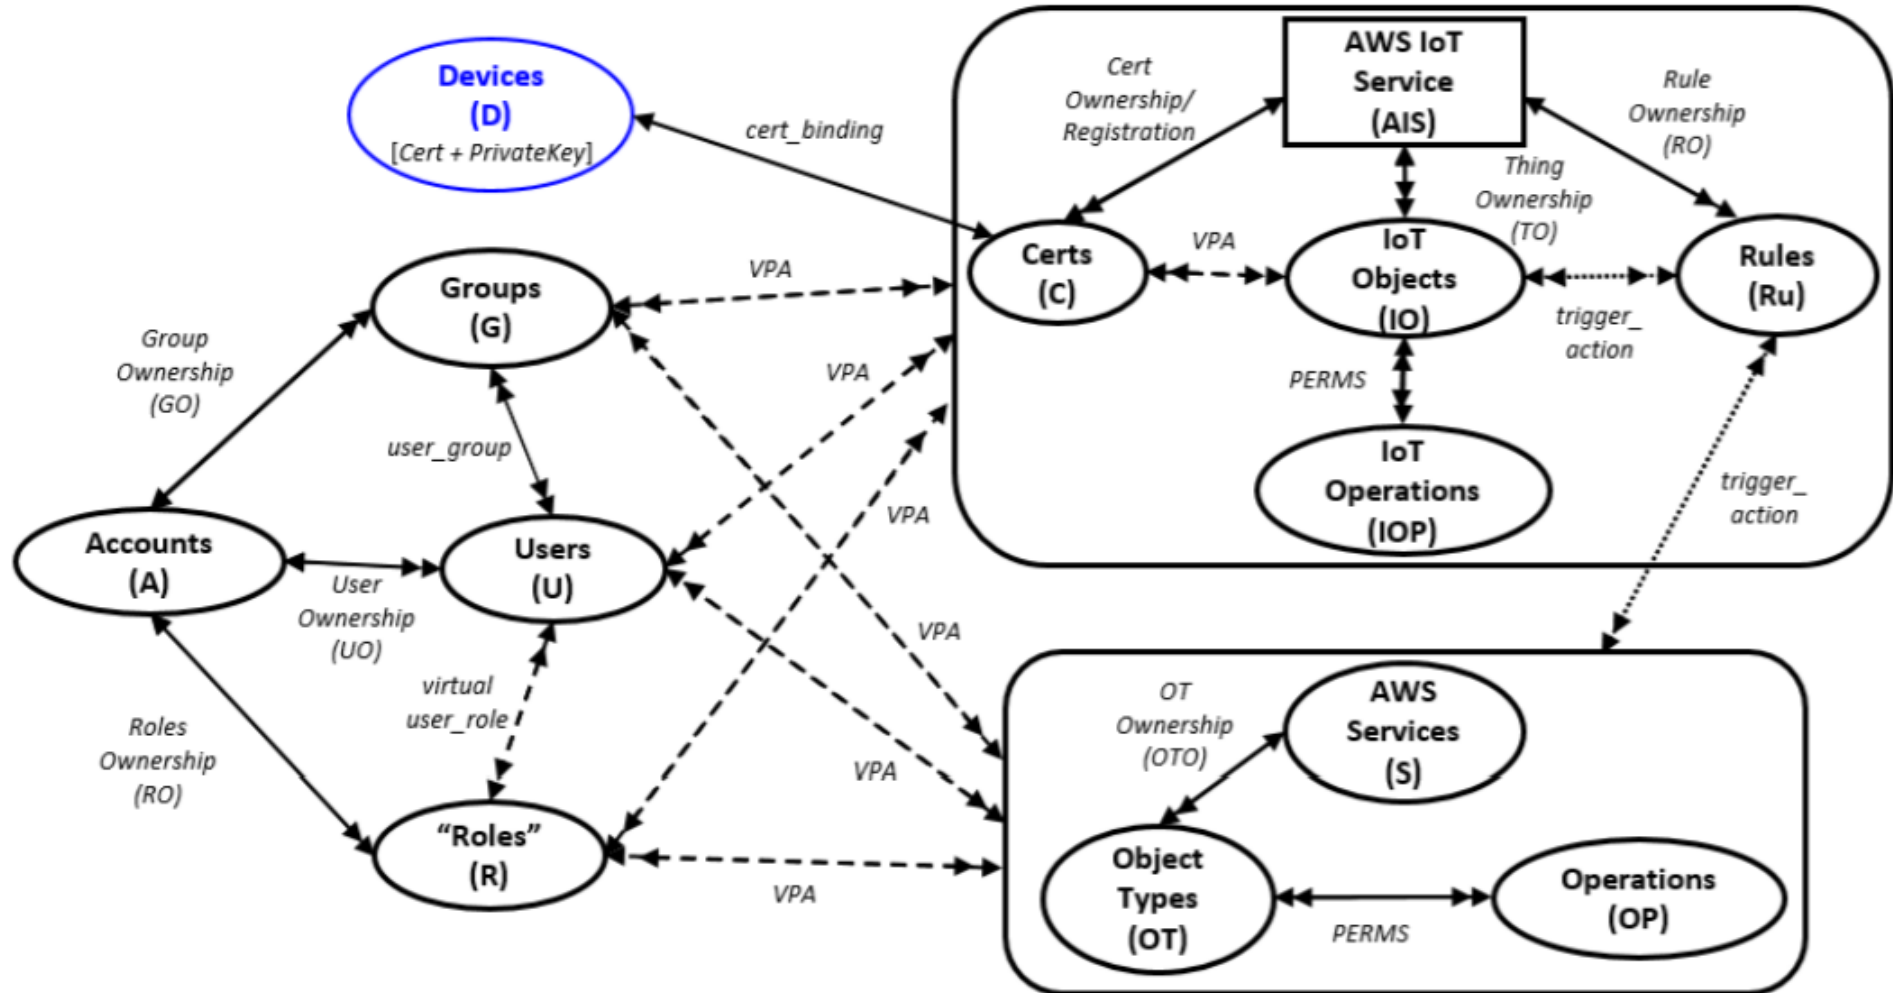 Devices
(D)
[Cert + PrivateKey]
cert_binding
Cert
Ownership/
Registration
AWS IoT
Service
(AIS)
Rule
Ownership
(RO)
Thing
Ownership
(TO)
Certs
(C)
VPA
IoT
Objects
(IO)
Rules
(Ru)
trigger_
action
PERMS
IoT
Operations
(IOP)
trigger_
action
Groups
(G)
VPA
VPA
VPA
Group
Ownership
(GO)
user_group
Accounts
(A)
User
Ownership
(UO)
Users
(U)
virtual
user_role
Roles
Ownership
(RO)
“Roles”
(R)
VPA
VPA
VPA
OT
Ownership
(OTO)
AWS
Services
(S)
Object
Types
(OT)
PERMS
Operations
(OP)